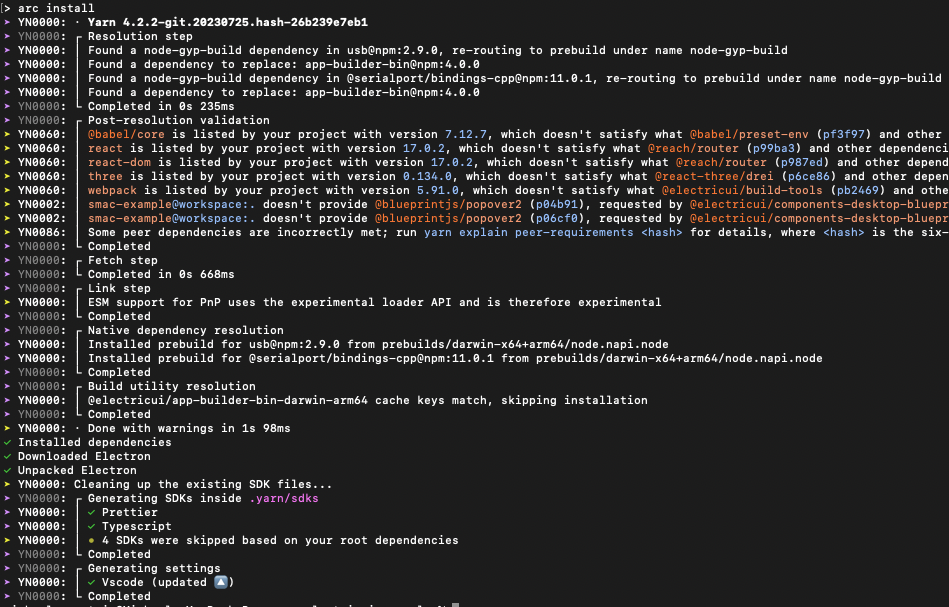 > arc install
➤ YN0000: · Yarn 4.2.2-git.20230725.hash-26b239e7eb1
➤ YN0000: ┌ Resolution step
➤ YN0000: │ Found a node-gyp-build dependency in usb@npm:2.9.0, re-routing to prebuild under name node-gyp-build
➤ YN0000: │ Found a dependency to replace: app-builder-bin@npm:4.0.0
➤ YN0000: │ Found a node-gyp-build dependency in @serialport/bindings-cpp@npm:11.0.1, re-routing to prebuild under name node-gyp-build
➤ YN0000: │ Found a dependency to replace: app-builder-bin@npm:4.0.0
➤ YN0000: └ Completed in 0s 235ms
➤ YN0000: ┌ Post-resolution validation
➤ YN0060: │ @babel/core is listed by your project with version 7.12.7, which doesn't satisfy what @babel/preset-env (pf3f97) and other
➤ YN0060: │ react is listed by your project with version 17.0.2, which doesn't satisfy what @reach/router (p99ba3) and other dependenci
➤ YN0060: │ react-dom is listed by your project with version 17.0.2, which doesn't satisfy what @reach/router (p987ed) and other depend
➤ YN0060: │ three is listed by your project with version 0.134.0, which doesn't satisfy what @react-three/drei (p6ce86) and other depen
➤ YN0060: │ webpack is listed by your project with version 5.91.0, which doesn't satisfy what @electricui/build-tools (pb2469) and othe
➤ YN0002: │ smac-example@workspace:. doesn't provide @blueprintjs/popover2 (p04b91), requested by @electricui/components-desktop-bluepr
➤ YN0002: │ smac-example@workspace:. doesn't provide @blueprintjs/popover2 (p06cf0), requested by @electricui/components-desktop-bluepr
➤ YN0086: │ Some peer dependencies are incorrectly met; run yarn explain peer-requirements <hash> for details, where <hash> is the six-
➤ YN0000: └ Completed
➤ YN0000: ┌ Fetch step
➤ YN0000: └ Completed in 0s 668ms
➤ YN0000: ┌ Link step
➤ YN0000: │ ESM support for PnP uses the experimental loader API and is therefore experimental
➤ YN0000: └ Completed
➤ YN0000: ┌ Native dependency resolution
➤ YN0000: │ Installed prebuild for usb@npm:2.9.0 from prebuilds/darwin-x64+arm64/node.napi.node
➤ YN0000: │ Installed prebuild for @serialport/bindings-cpp@npm:11.0.1 from prebuilds/darwin-x64+arm64/node.napi.node
➤ YN0000: └ Completed
➤ YN0000: ┌ Build utility resolution
➤ YN0000: │ @electricui/app-builder-bin-darwin-arm64 cache keys match, skipping installation
➤ YN0000: └ Completed
➤ YN0000: · Done with warnings in 1s 98ms
✓ Installed dependencies
✓ Downloaded Electron
✓ Unpacked Electron
➤ YN0000: Cleaning up the existing SDK files...
➤ YN0000: ┌ Generating SDKs inside .yarn/sdks
➤ YN0000: │ ✓ Prettier
➤ YN0000: │ ✓ Typescript
➤ YN0000: │ • 4 SDKs were skipped based on your root dependencies
➤ YN0000: └ Completed
➤ YN0000: ┌ Generating settings
➤ YN0000: │ ✓ Vscode (updated 🔼)
➤ YN0000: └ Completed